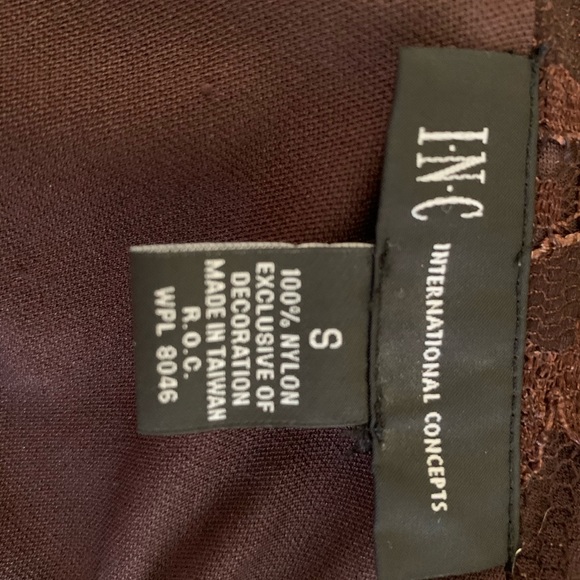 I·N·C
INTERNATIONAL CONCEPTS
S
100% NYLON
EXCLUSIVE OF
DECORATION
MADE IN TAIWAN
R.O.C.
WPL 8046